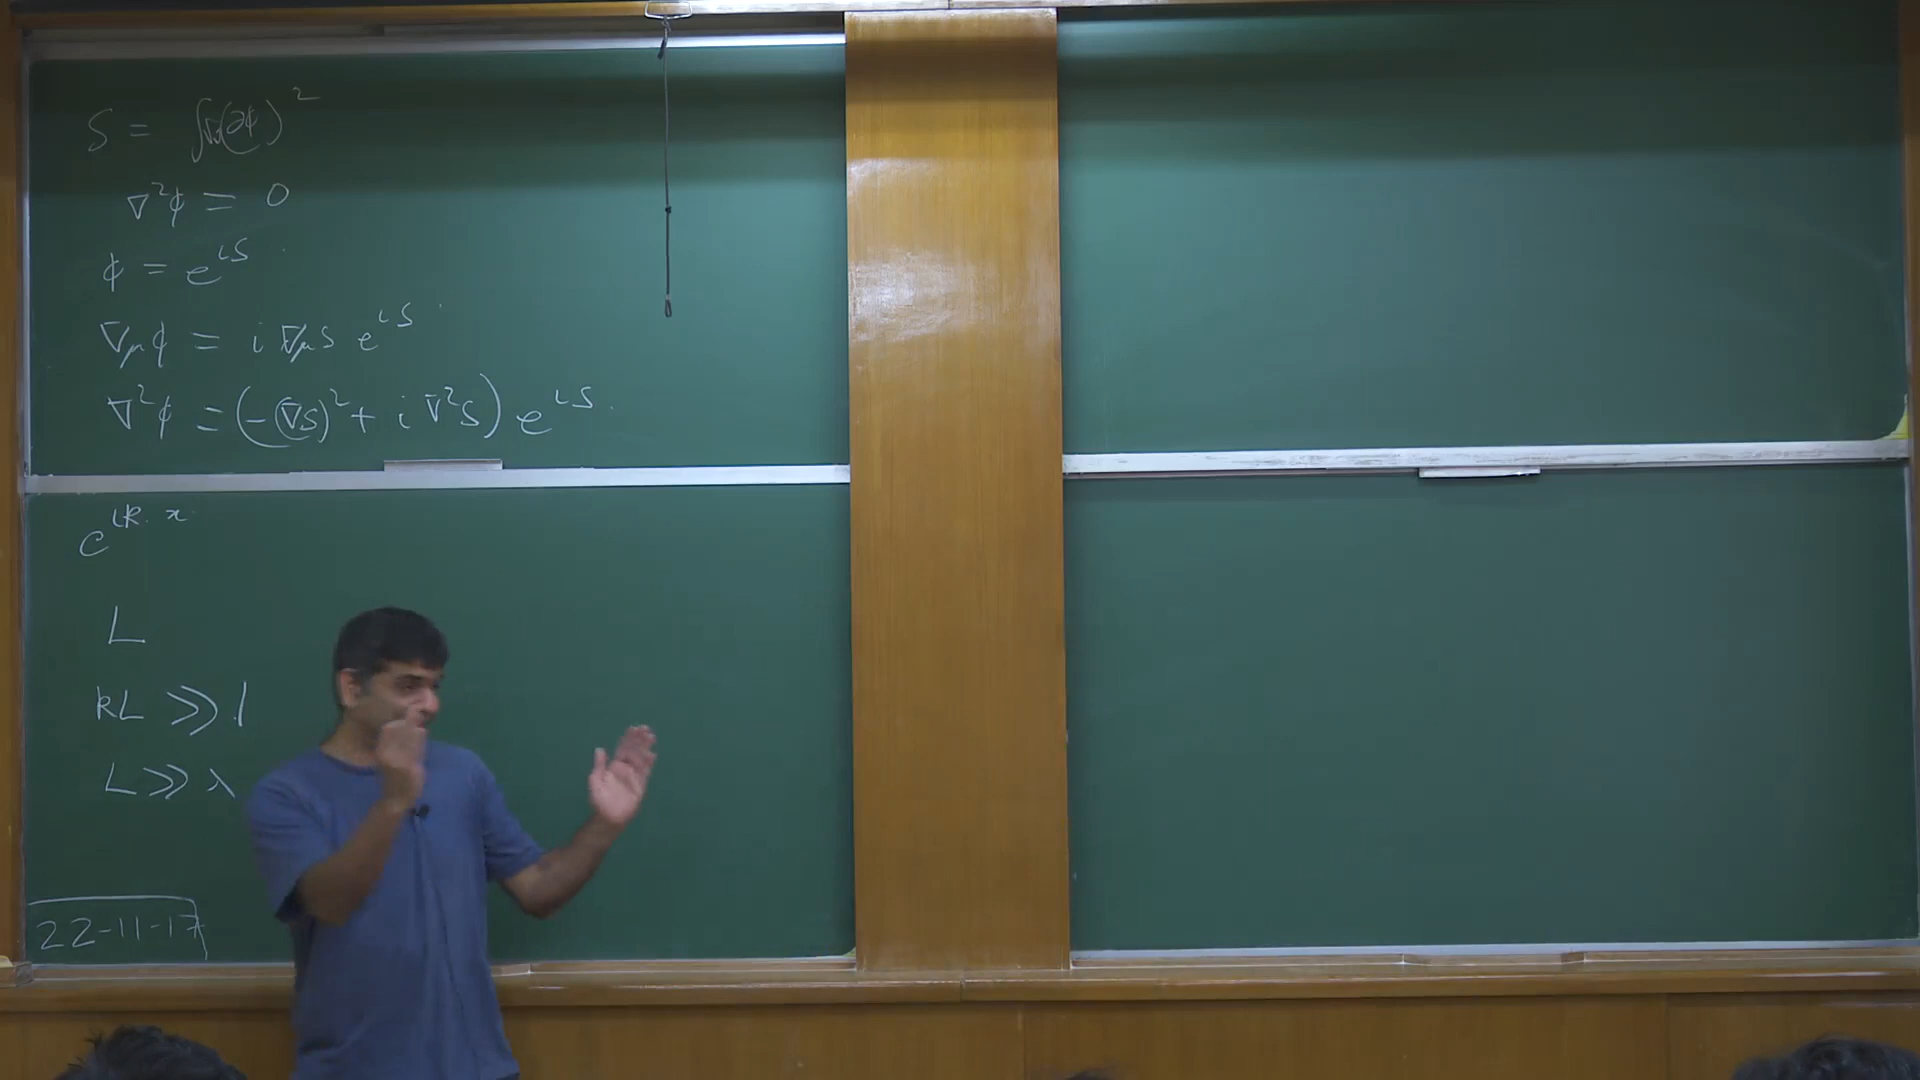 S = ∫√g(∂ϕ)²
∇²ϕ = 0
ϕ = e^{iS}.
∇_μϕ = i ∇_μS e^{iS}.
∇²ϕ = (-(∇S)² + i ∇²S) e^{iS}.
e^{ik·x}
L
kL ≫ 1
L ≫ λ
22-11-17